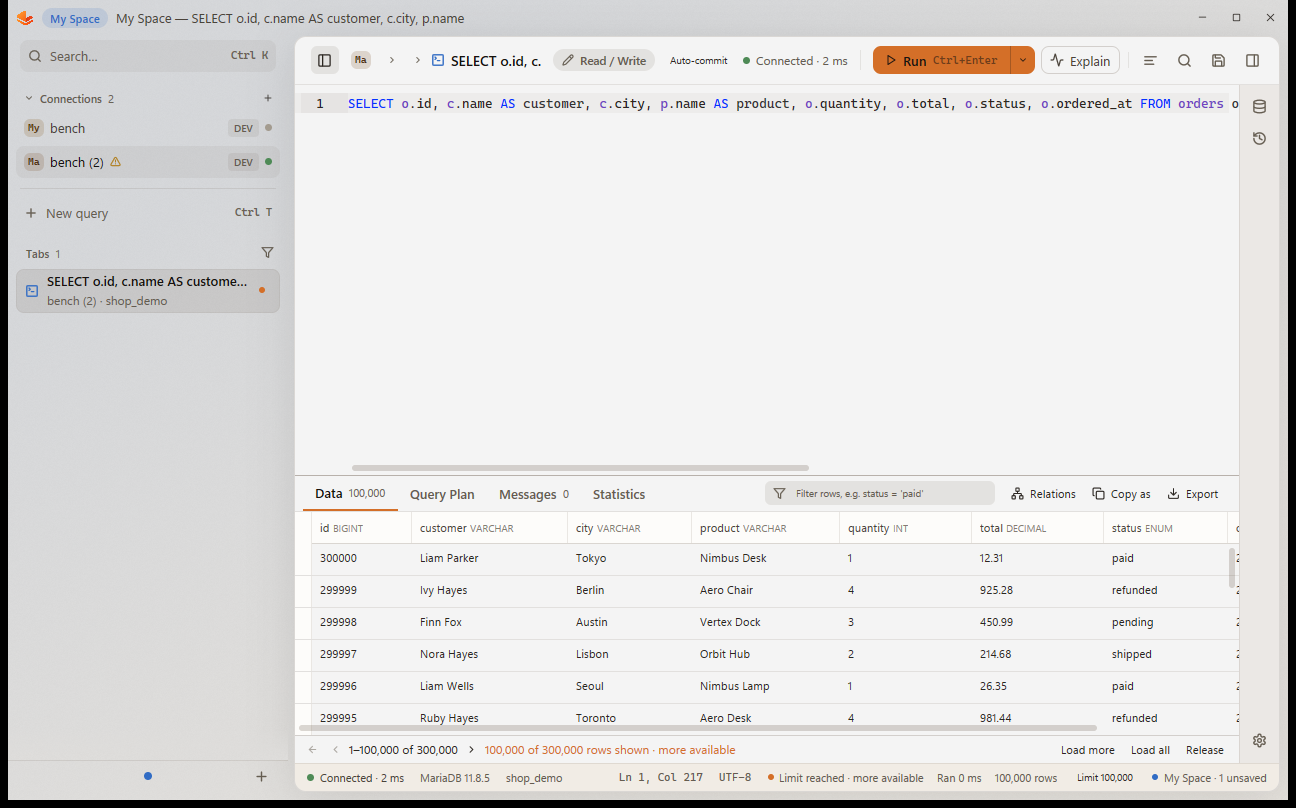 My Space My Space — SELECT o.id, c.name AS customer, c.city, p.name
Search... Ctrl K
Connections 2 +
My bench DEV
Ma bench (2) DEV
+ New query Ctrl T
Tabs 1
SELECT o.id, c.name AS custome...
bench (2) · shop_demo
Ma SELECT o.id, c. Read / Write Auto-commit Connected · 2 ms Run Ctrl+Enter Explain
1 SELECT o.id, c.name AS customer, c.city, p.name AS product, o.quantity, o.total, o.status, o.ordered_at FROM orders o
Data 100,000 Query Plan Messages 0 Statistics Filter rows, e.g. status = 'paid' Relations Copy as Export
id BIGINT customer VARCHAR city VARCHAR product VARCHAR quantity INT total DECIMAL status ENUM
300000 Liam Parker Tokyo Nimbus Desk 1 12.31 paid
299999 Ivy Hayes Berlin Aero Chair 4 925.28 refunded
299998 Finn Fox Austin Vertex Dock 3 450.99 pending
299997 Nora Hayes Lisbon Orbit Hub 2 214.68 shipped
299996 Liam Wells Seoul Nimbus Lamp 1 26.35 paid
299995 Ruby Hayes Toronto Aero Desk 4 981.44 refunded
1–100,000 of 300,000 100,000 of 300,000 rows shown · more available Load more Load all Release
Connected · 2 ms MariaDB 11.8.5 shop_demo Ln 1, Col 217 UTF-8 Limit reached · more available Ran 0 ms 100,000 rows Limit 100,000 My Space · 1 unsaved